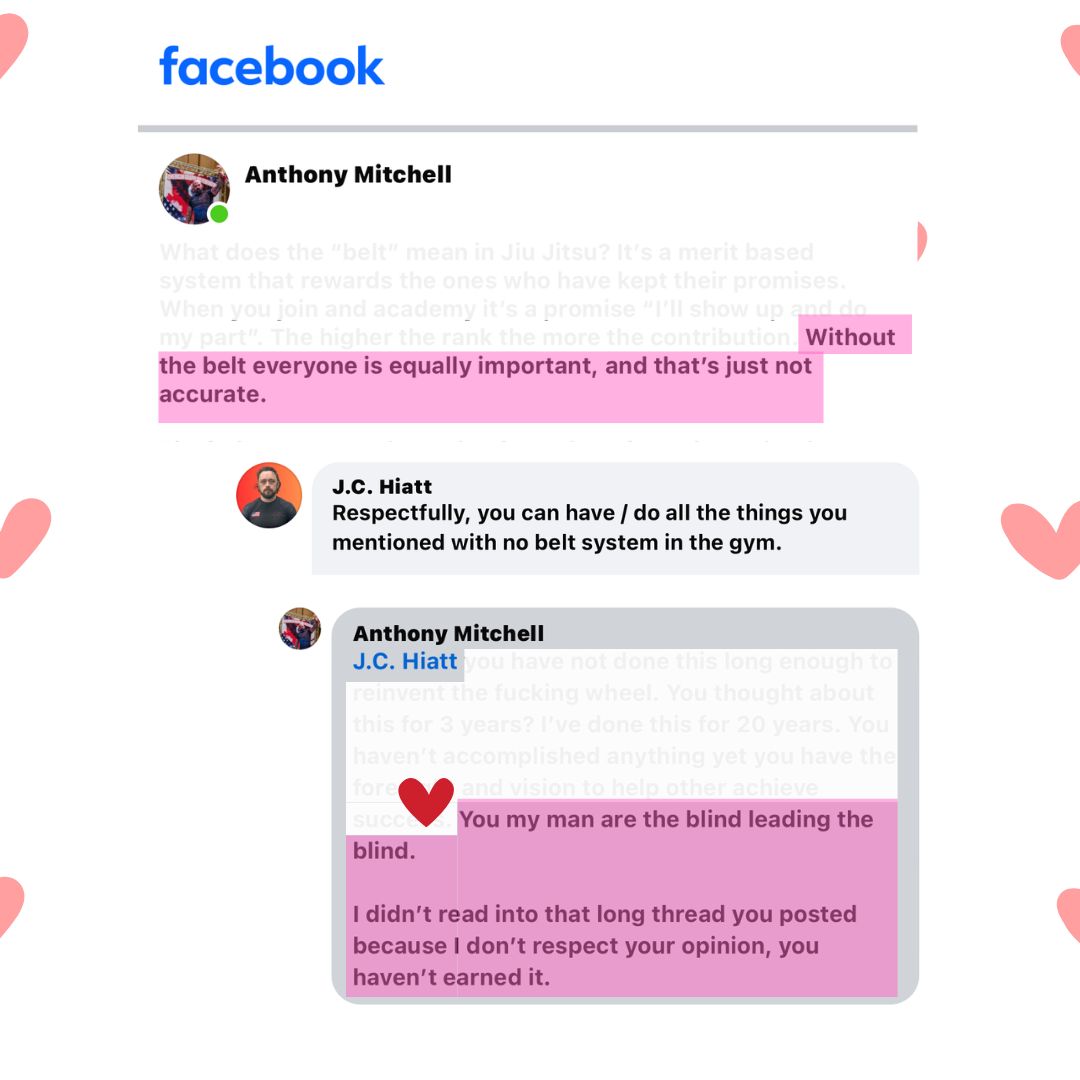 facebook
Anthony Mitchell
What does the “belt” mean in Jiu Jitsu? It’s a merit based
system that rewards the ones who have kept their promises.
When you join and academy it’s a promise “I’ll show up and do
my part”. The higher the rank the more the contribution. Without
the belt everyone is equally important, and that’s just not
accurate.
J.C. Hiatt
Respectfully, you can have / do all the things you
mentioned with no belt system in the gym.
Anthony Mitchell
J.C. Hiatt you have not done this long enough to
reinvent the fucking wheel. You thought about
this for 3 years? I’ve done this for 20 years. You
haven’t accomplished anything yet you have the
and vision to help other achieve
You my man are the blind leading the
blind.
I didn’t read into that long thread you posted
because I don’t respect your opinion, you
haven’t earned it.